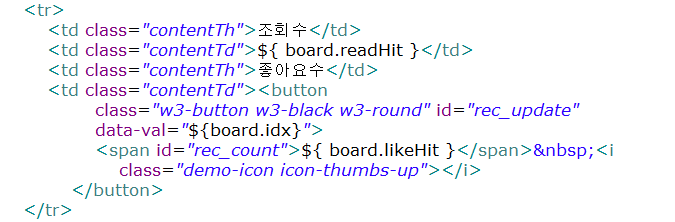 <tr>
<td class="contentTh">조회수</td>
<td class="contentTd">${ board.readHit }</td>
<td class="contentTh">좋아요수</td>
<td class="contentTd"><button
class="w3-button w3-black w3-round" id="rec_update"
data-val="${board.idx}">
<span id="rec_count">${ board.likeHit }</span>&nbsp;<i
class="demo-icon icon-thumbs-up"></i>
</button>
</tr>